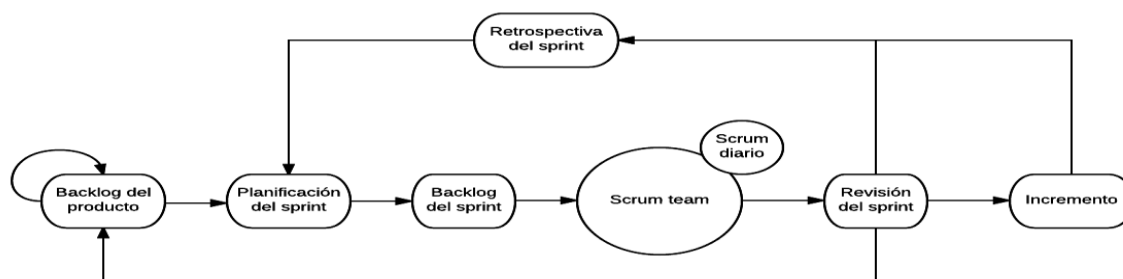 Retrospectiva
del sprint
Scrum
diario
Backlog del
producto
Planificación
del sprint
Backlog
del sprint
Scrum team
Revisión
del sprint
Incremento